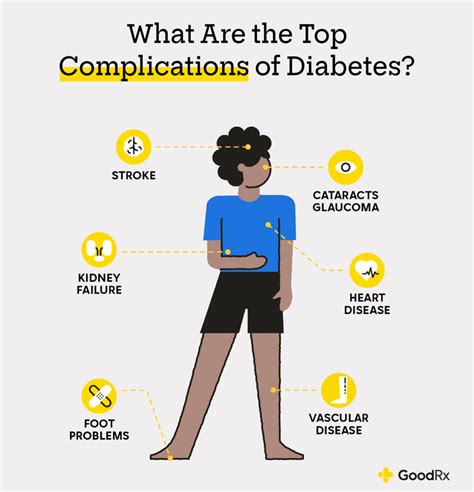 What Are the Top
Complications of Diabetes?
STROKE
CATARACTS
GLAUCOMA
KIDNEY
FAILURE
HEART
DISEASE
FOOT
PROBLEMS
VASCULAR
DISEASE
GoodRx